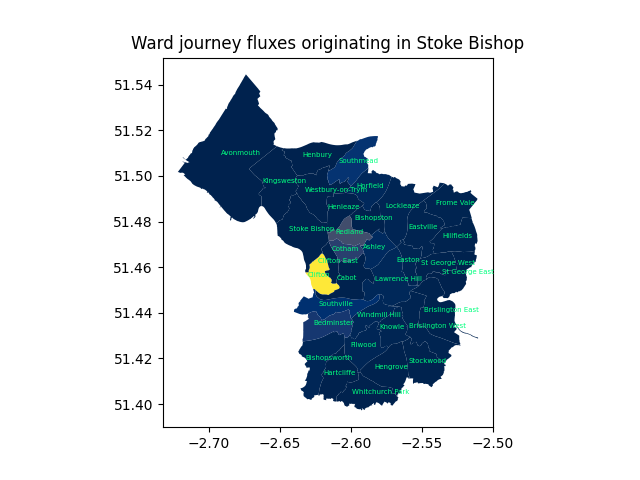 Ward journey fluxes originating in Stoke Bishop
51.54
51.52
51.50
51.48
51.46
51.44
51.42
51.40
−2.70
−2.65
−2.60
−2.55
−2.50
Avonmouth
Henbury
Southmead
Kingsweston
Westbury-on-Trym
Horfield
Henleaze
Lockleaze
Frome Vale
Bishopston
Stoke Bishop
Redland
Eastville
Hillfields
Cotham
Ashley
Clifton East
Easton
St George West
St George East
Clifton
Cabot
Lawrence Hill
Southville
Windmill Hill
Brislington East
Bedminster
Knowle
Brislington West
Filwood
Bishopsworth
Stockwood
Hartcliffe
Hengrove
Whitchurch Park